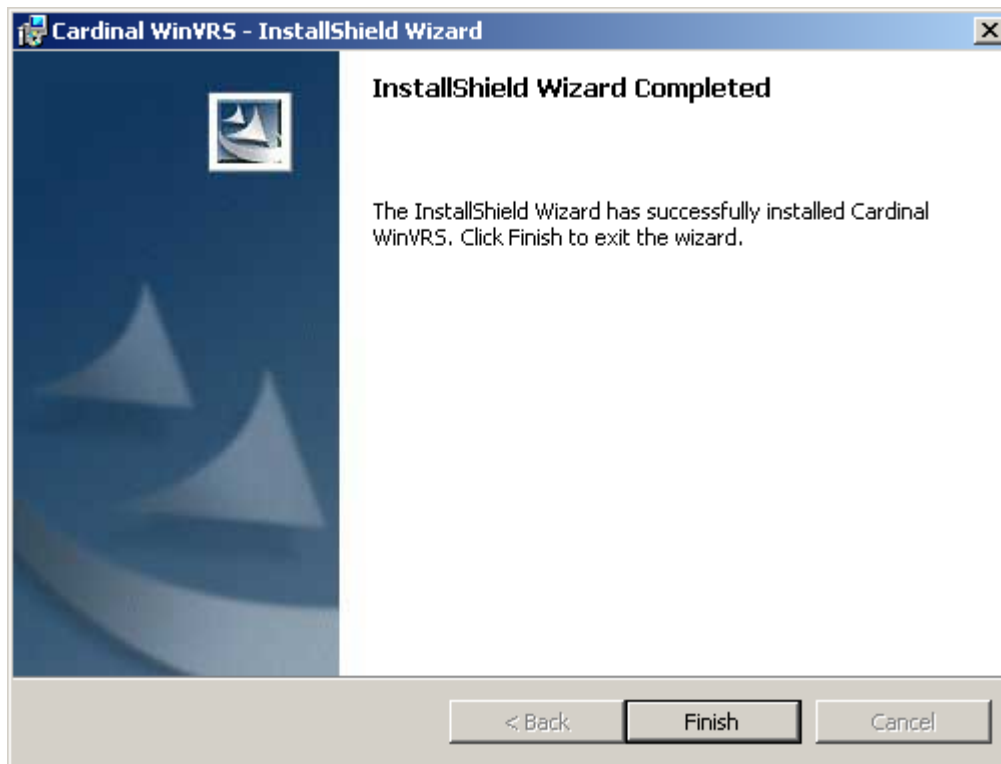 Cardinal WinVRS - InstallShield Wizard
InstallShield Wizard Completed
The InstallShield Wizard has successfully installed Cardinal
WinVRS. Click Finish to exit the wizard.
< Back
Finish
Cancel